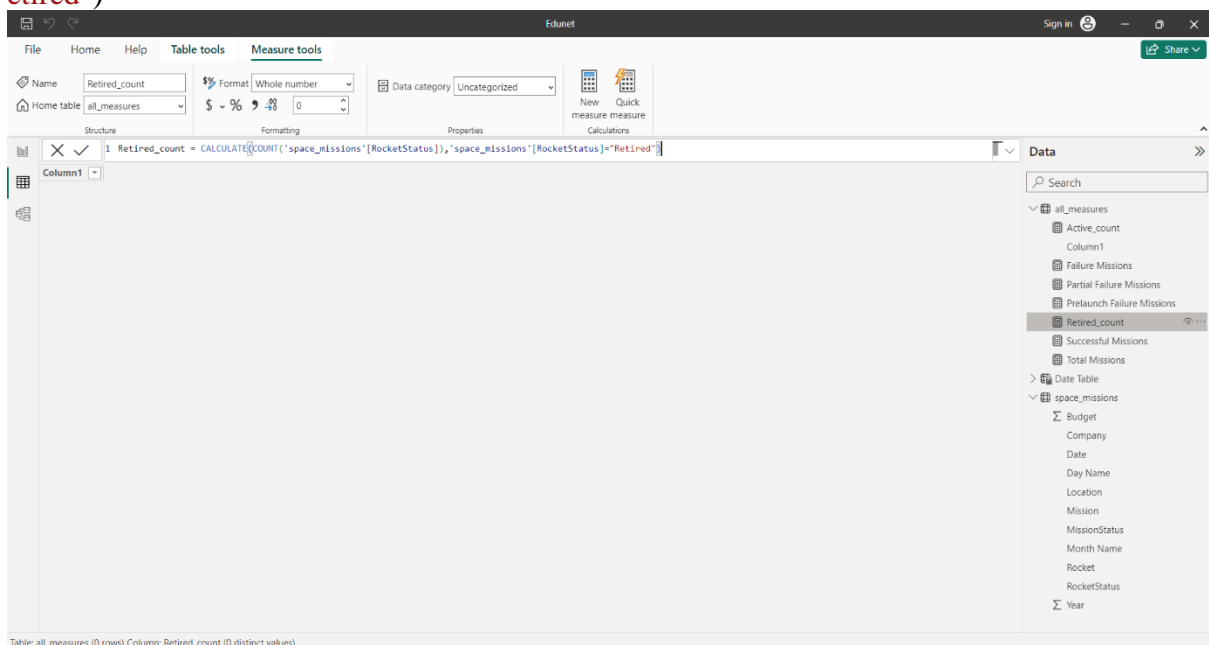 etired")
Edunet
Sign in
File Home Help Table tools Measure tools
Share
Name Retired_count
Format Whole number
Data category Uncategorized
Home table all_measures
$ % 0
New measure
Quick measure
Structure
Formatting
Properties
Calculations
1 Retired_count = CALCULATE(COUNT('space_missions'[RocketStatus]),'space_missions'[RocketStatus]="Retired")
Column1
Data
Search
all_measures
Active_count
Column1
Failure Missions
Partial Failure Missions
Prelaunch Failure Missions
Retired_count
Successful Missions
Total Missions
Date Table
space_missions
Budget
Company
Date
Day Name
Location
Mission
MissionStatus
Month Name
Rocket
RocketStatus
Year
Table: all_measures (0 rows) Column: Retired_count (0 distinct values)